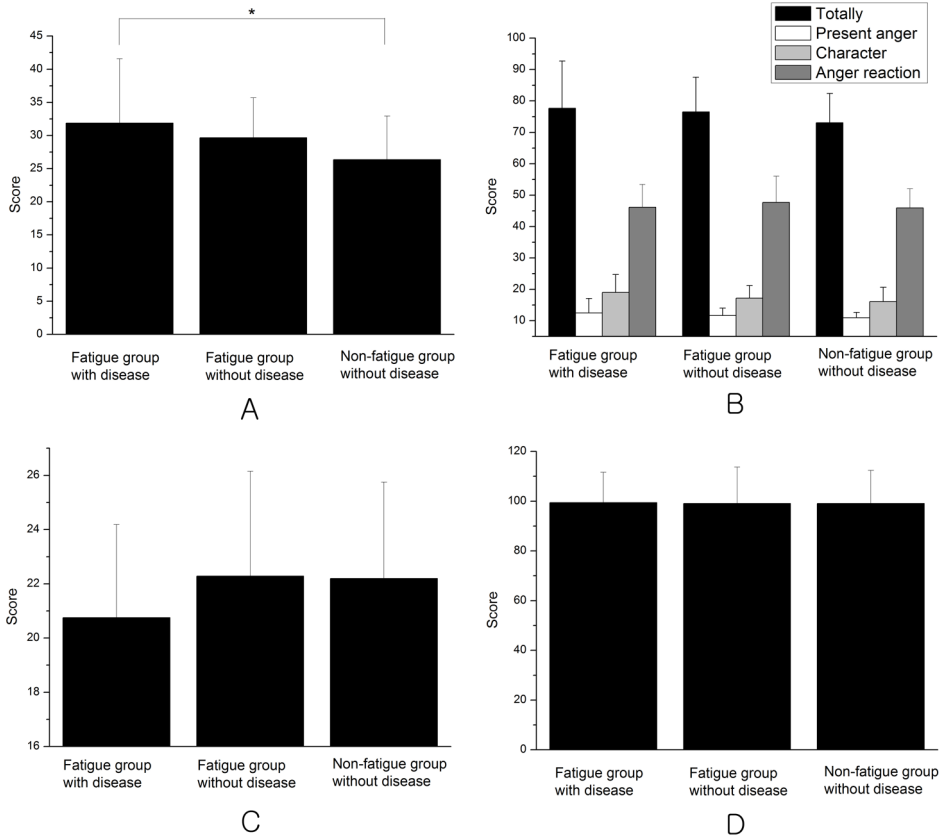 *
45
40
35
30
25
20
15
10
5
0
Score
Fatigue group
with disease
Fatigue group
without disease
Non-fatigue group
without disease
A
Totally
Present anger
Character
Anger reaction
100
90
80
70
60
50
40
30
20
10
Score
Fatigue group
with disease
Fatigue group
without disease
Non-fatigue group
without disease
B
26
24
22
20
18
16
Score
Fatigue group
with disease
Fatigue group
without disease
Non-fatigue group
without disease
C
120
100
80
60
40
20
0
Score
Fatigue group
with disease
Fatigue group
without disease
Non-fatigue group
without disease
D